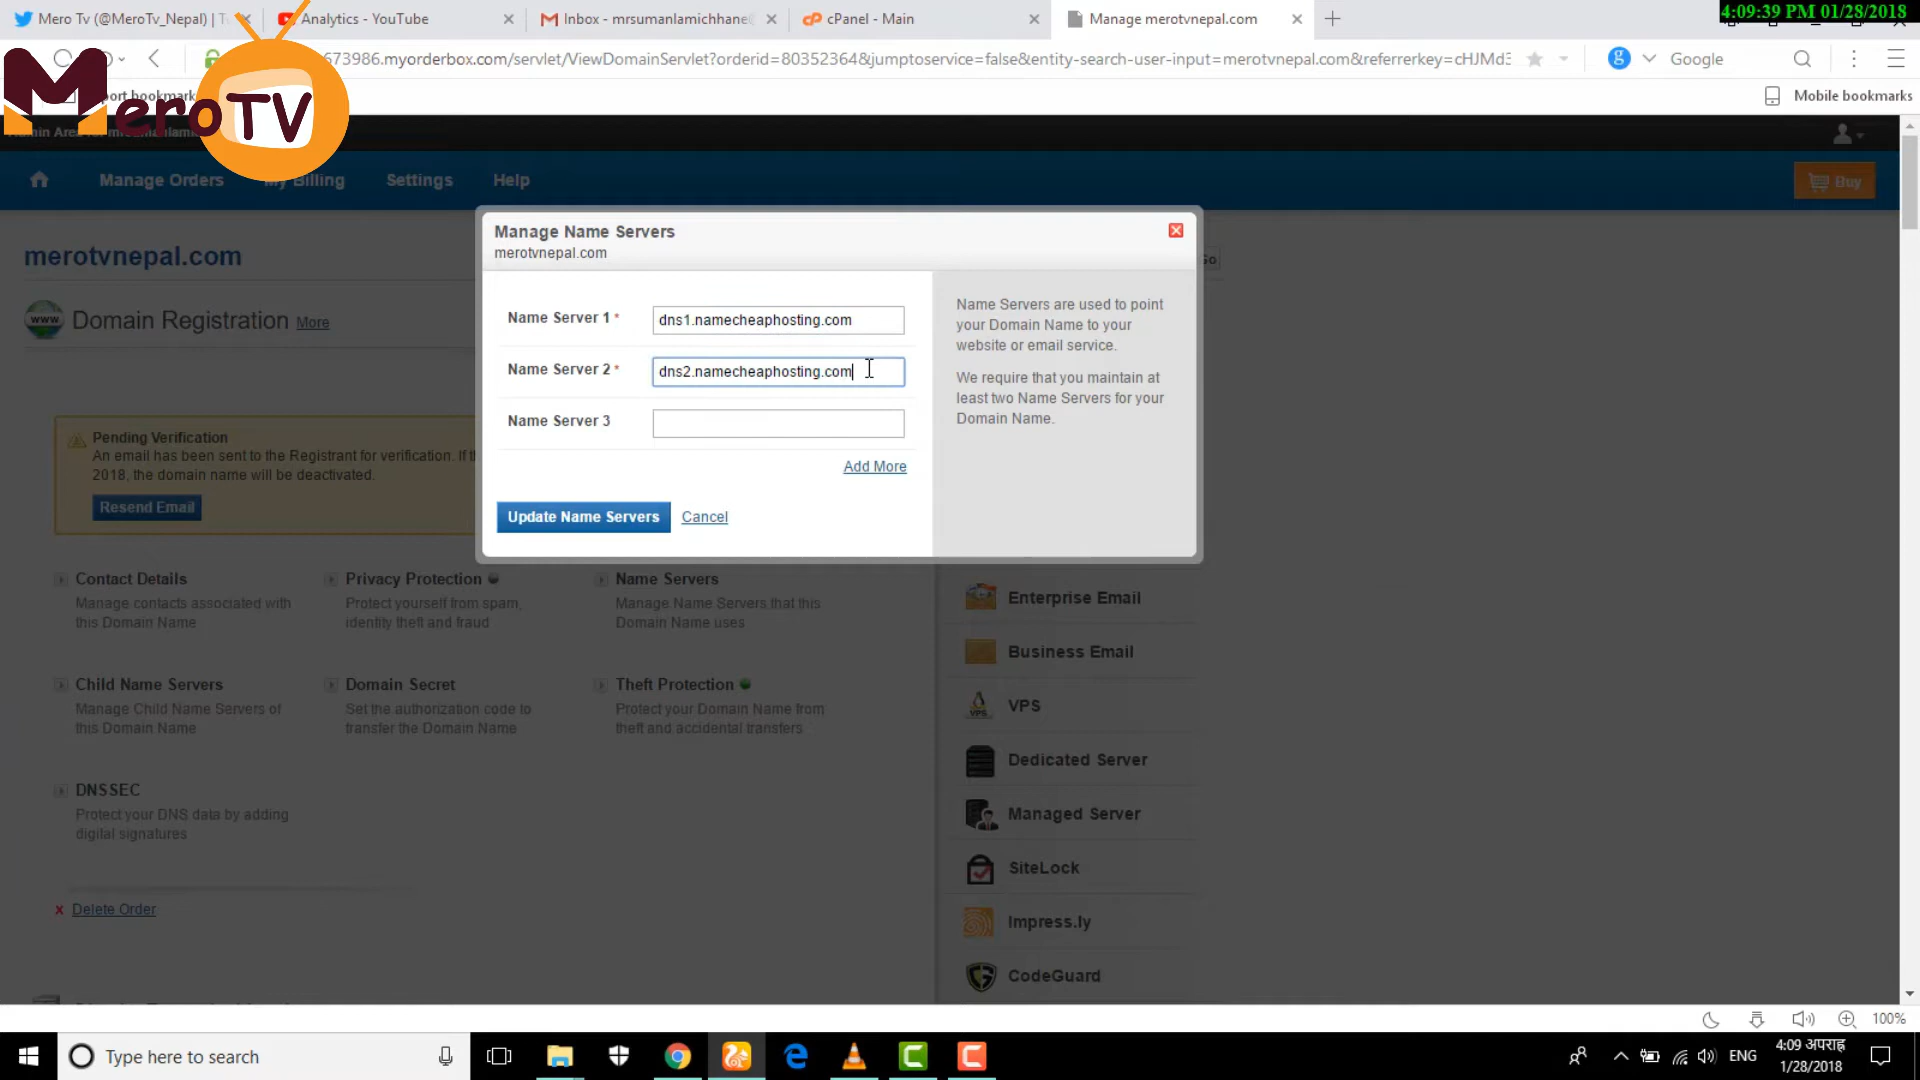 Mero Tv (@MeroTv_Nepal) | Tw
Analytics - YouTube
Inbox - mrsumanlamichhane@
cPanel - Main
Manage merotvnepal.com
4:09:39 PM 01/28/2018
673986.myorderbox.com/servlet/ViewDomainServlet?orderid=80352364&jumptoservice=false&entity-search-user-input=merotvnepal.com&referrerkey=cHJMd3
Google
port bookmark
Mobile bookmarks
MeroTV
Manage Orders
My Billing
Settings
Help
Buy
merotvnepal.com
Go
Domain Registration More
Manage Name Servers
merotvnepal.com
Name Server 1 *
dns1.namecheaphosting.com
Name Server 2 *
dns2.namecheaphosting.com
Name Server 3
Add More
Update Name Servers
Cancel
Name Servers are used to point
your Domain Name to your
website or email service.
We require that you maintain at
least two Name Servers for your
Domain Name.
Pending Verification
An email has been sent to the Registrant for verification. If t
2018, the domain name will be deactivated.
Resend Email
Contact Details
Manage contacts associated with
this Domain Name
Privacy Protection
Protect yourself from spam,
identity theft and fraud
Name Servers
Manage Name Servers that this
Domain Name uses
Child Name Servers
Manage Child Name Servers of
this Domain Name
Domain Secret
Set the authorization code to
transfer the Domain Name
Theft Protection
Protect your Domain Name from
theft and accidental transfers
DNSSEC
Protect your DNS data by adding
digital signatures
x Delete Order
Enterprise Email
Business Email
VPS
Dedicated Server
Managed Server
SiteLock
Impress.ly
CodeGuard
100%
Type here to search
ENG
4:09 अपराह्न
1/28/2018